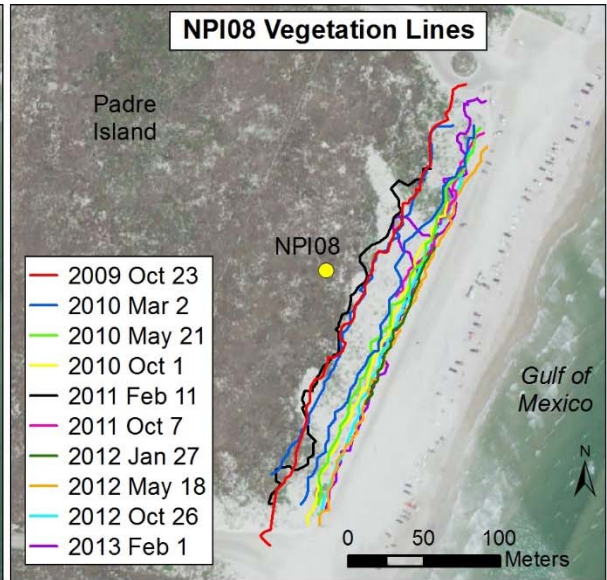 NPI08 Vegetation Lines
Padre
Island
NPI08
2009 Oct 23
2010 Mar 2
2010 May 21
2010 Oct 1
2011 Feb 11
2011 Oct 7
2012 Jan 27
2012 May 18
2012 Oct 26
2013 Feb 1
Gulf of
Mexico
N
0 50 100
Meters